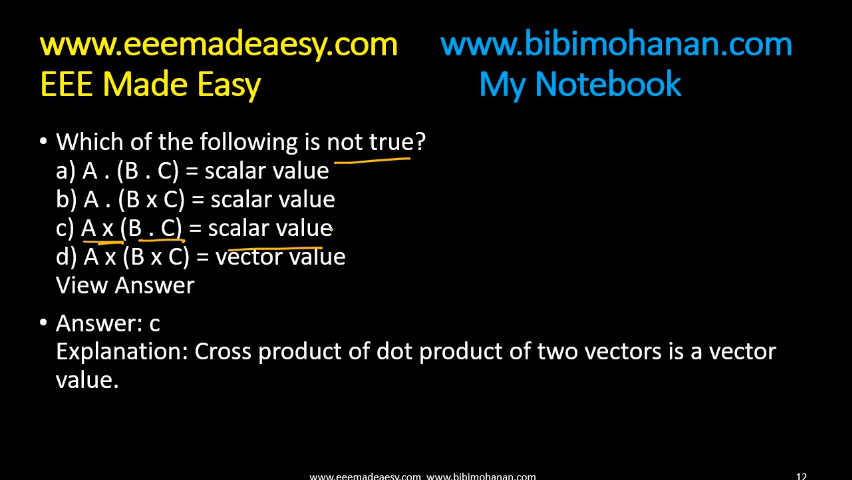 www.eeemadeaesy.com www.bibimohanan.com
EEE Made Easy My Notebook
• Which of the following is not true?
a) A . (B . C) = scalar value
b) A . (B x C) = scalar value
c) A x (B . C) = scalar value
d) A x (B x C) = vector value
View Answer
• Answer: c
Explanation: Cross product of dot product of two vectors is a vector
value.
www.eeemadeaesy.com www.bibimohanan.com 12